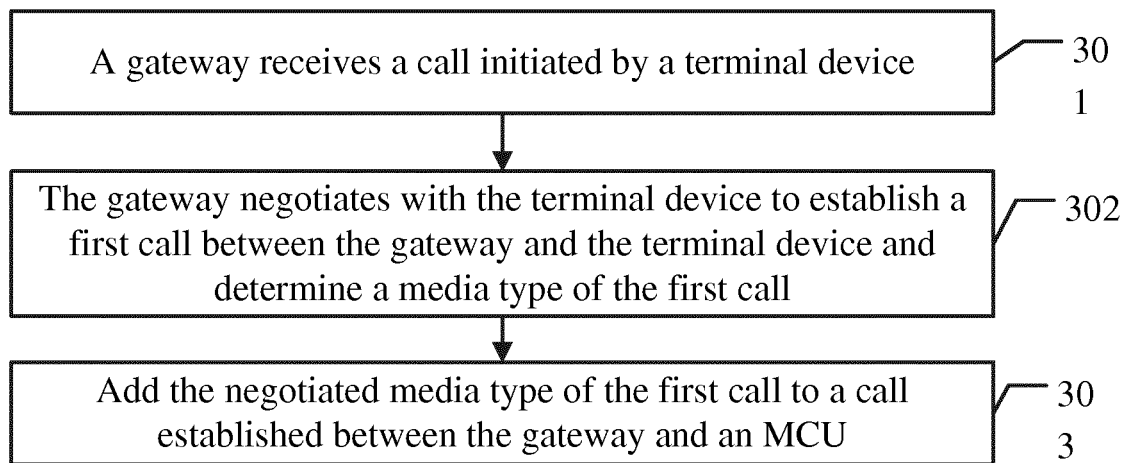 A gateway receives a call initiated by a terminal device
30
1
The gateway negotiates with the terminal device to establish a
first call between the gateway and the terminal device and
determine a media type of the first call
302
Add the negotiated media type of the first call to a call
established between the gateway and an MCU
30
3